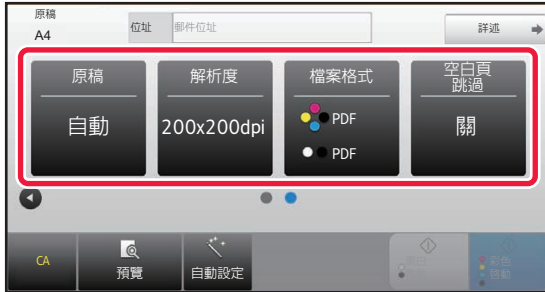 原稿
A4
位址
郵件位址
詳述
原稿
自動
解析度
200x200dpi
檔案格式
PDF
PDF
空白頁
跳過
關
CA
預覽
自動設定
彩色
啟動